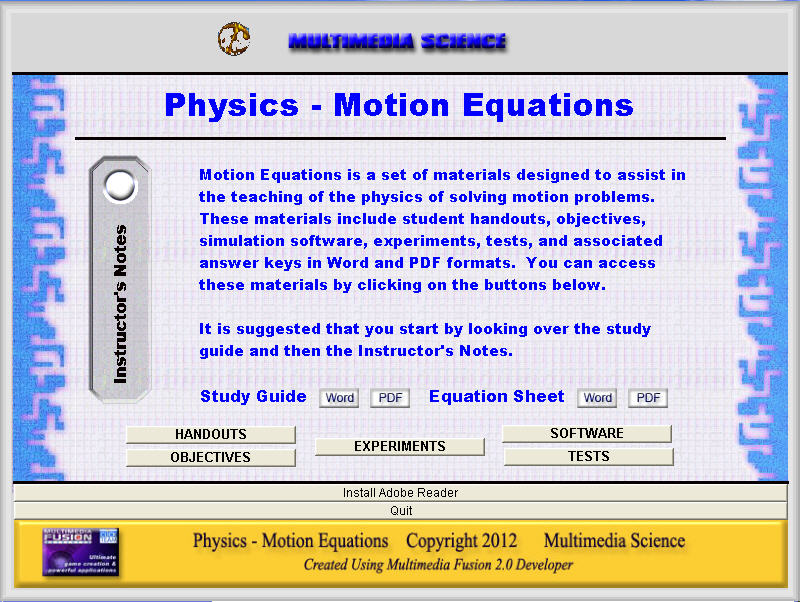 MULTIMEDIA SCIENCE
Physics - Motion Equations
Instructor's Notes
Motion Equations is a set of materials designed to assist in
the teaching of the physics of solving motion problems.
These materials include student handouts, objectives,
simulation software, experiments, tests, and associated
answer keys in Word and PDF formats. You can access
these materials by clicking on the buttons below.
It is suggested that you start by looking over the study
guide and then the Instructor's Notes.
Study Guide Word PDF Equation Sheet Word PDF
HANDOUTS EXPERIMENTS SOFTWARE
OBJECTIVES TESTS
Install Adobe Reader
Quit
MULTIMEDIA
FUSION
TEAM
Ultimate
game creation &
powerful applications
Physics - Motion Equations Copyright 2012 Multimedia Science
Created Using Multimedia Fusion 2.0 Developer